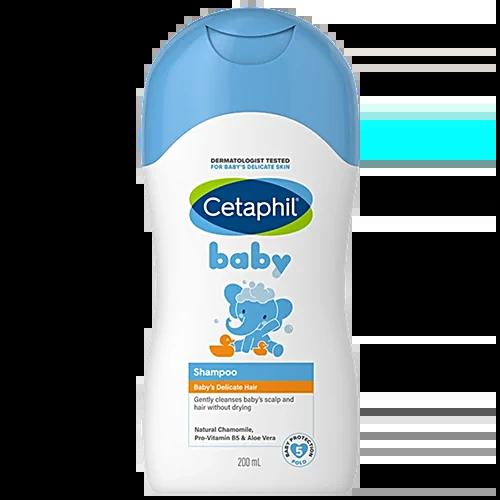 DERMATOLOGIST TESTED
FOR BABY'S DELICATE SKIN
Cetaphil®
baby
Shampoo
Baby's Delicate Hair
Gently cleanses baby's scalp and
hair without drying
Natural Chamomile,
Pro-Vitamin B5 & Aloe Vera
BABY PROTECTION
5
FOLD
200 mL